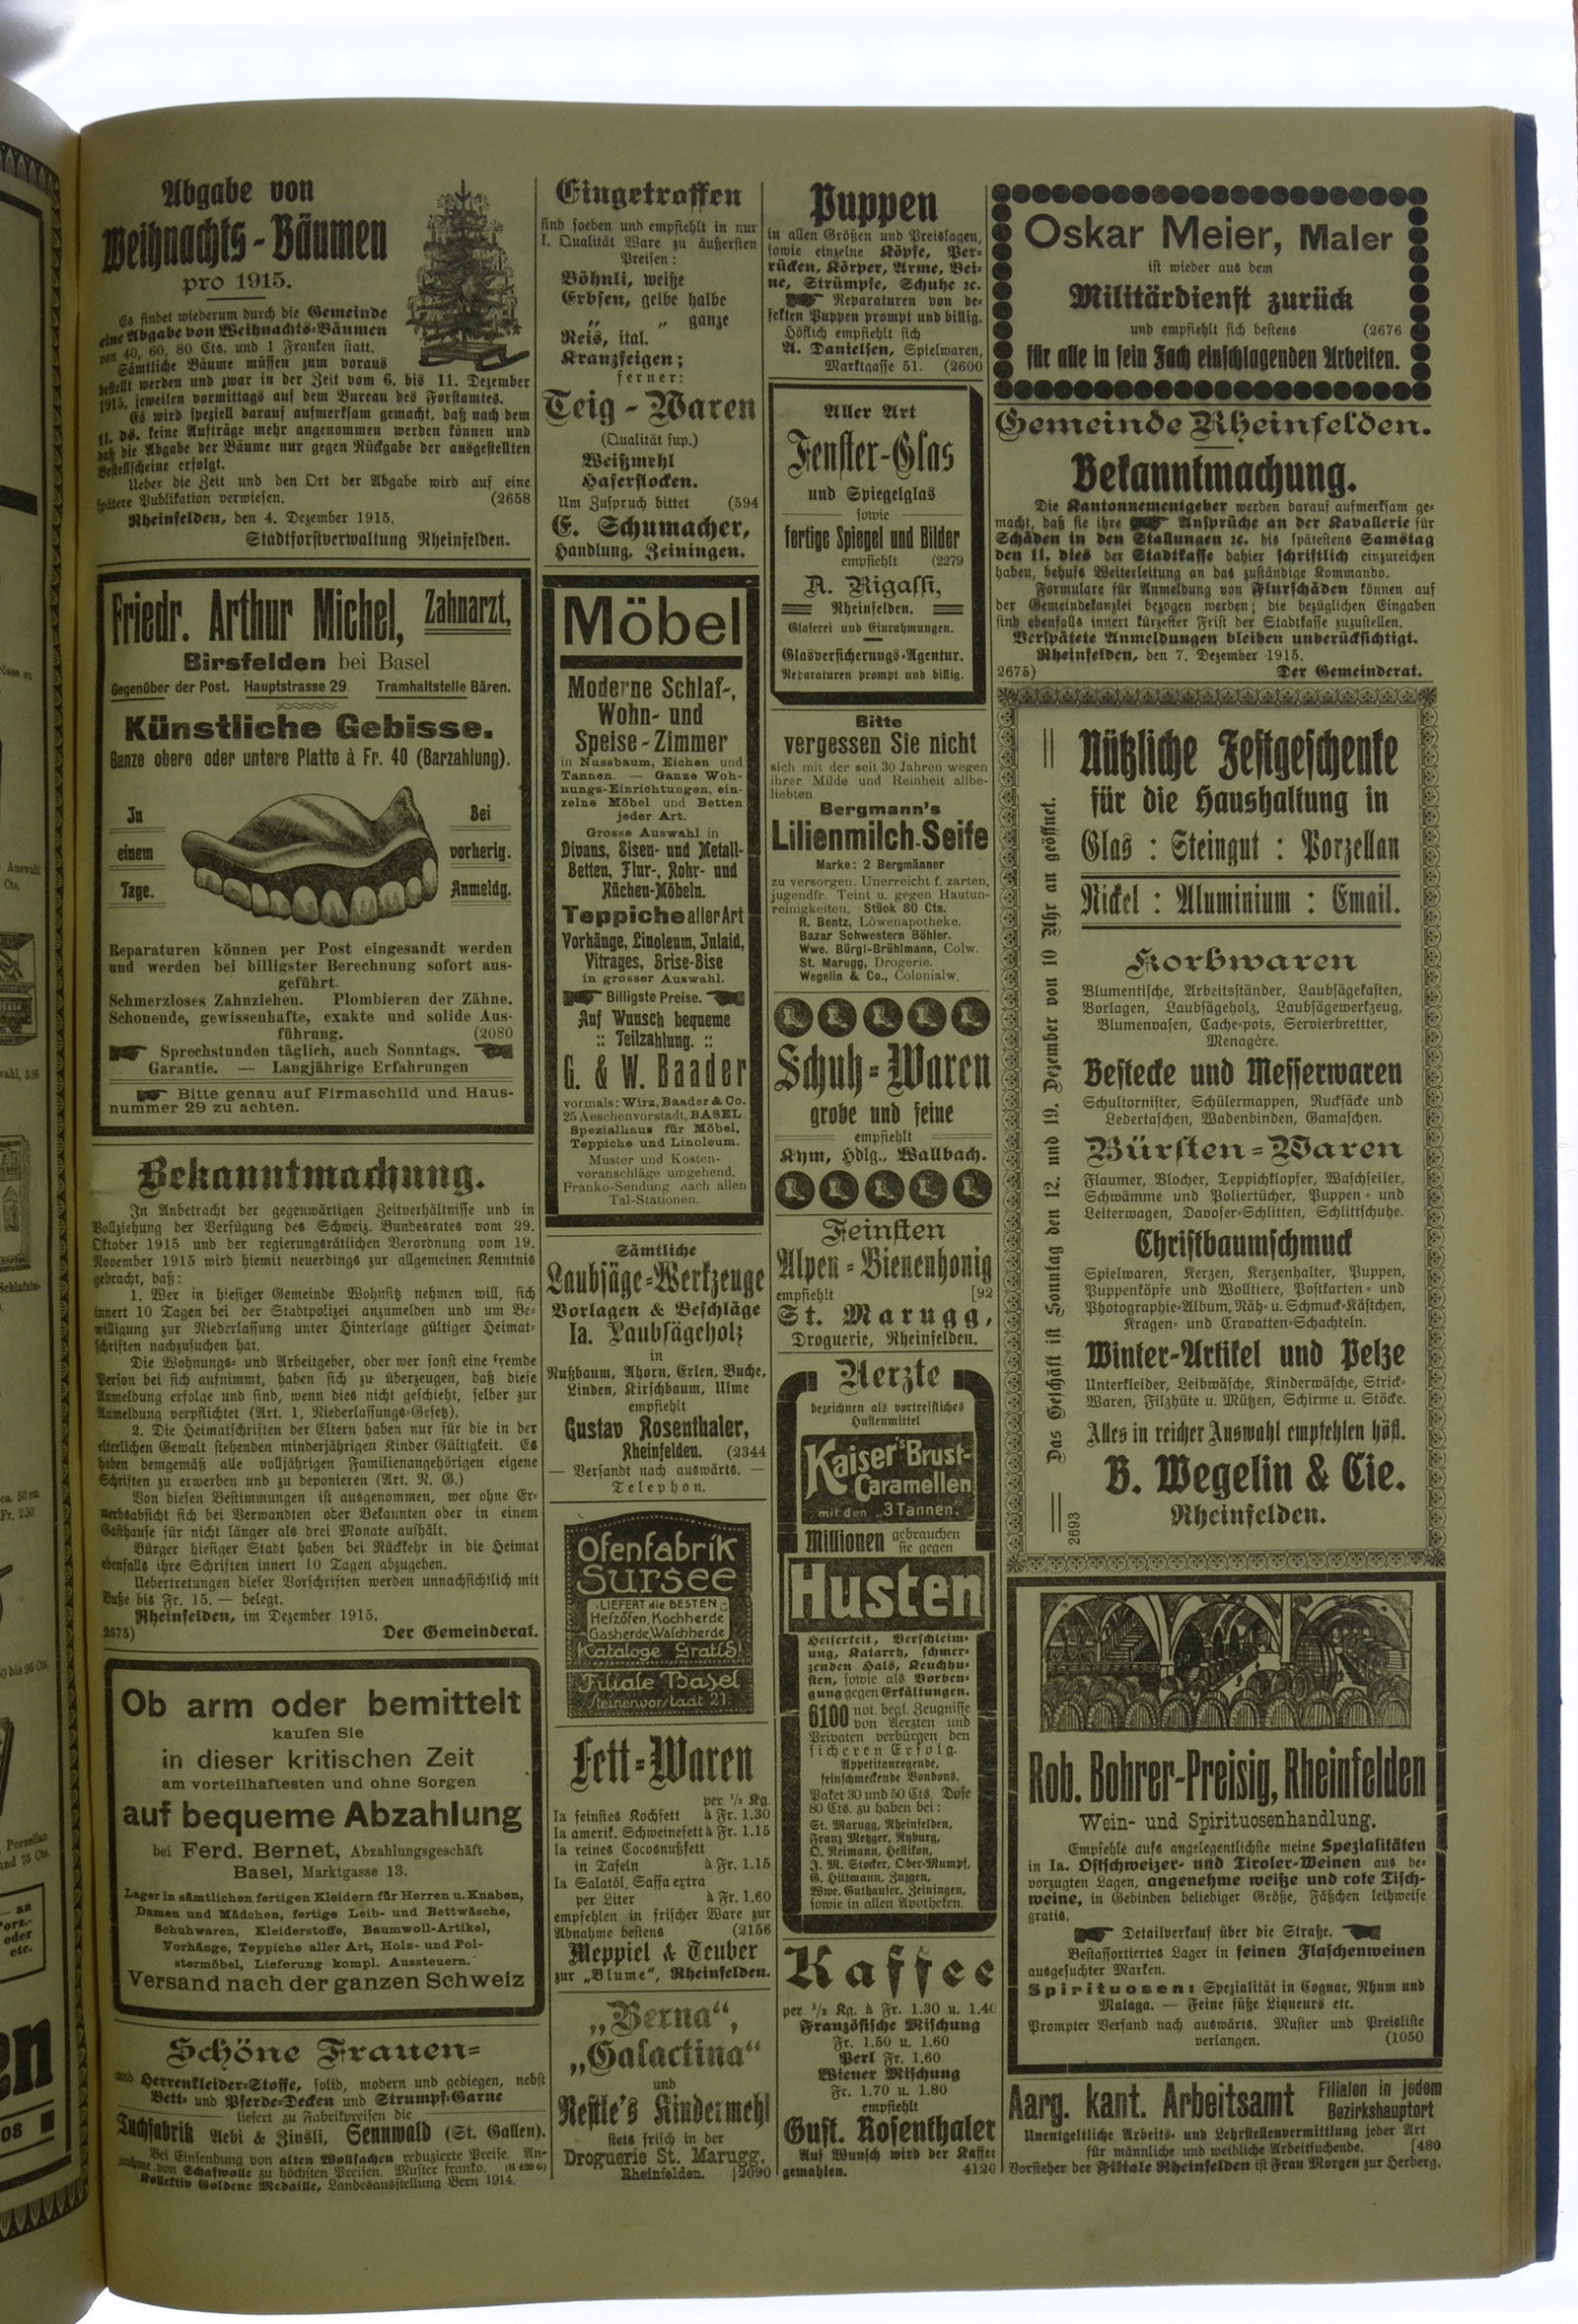 Abgabe von
Weihnachts-Bäumen
pro 1915.
Es findet wiederum durch die Gemeinde
eine Abgabe von Weihnachts-Bäumen
von 40, 60, 80 Cts. und 1 Franken statt.
Sämtliche Bäume müssen zum voraus
bestellt werden und zwar in der Zeit vom 6. bis 11. Dezember
1915, jeweilen vormittags auf dem Bureau des Forstamtes.
Es wird speziell darauf aufmerksam gemacht, daß nach dem
11. ds. keine Aufträge mehr angenommen werden können und
daß die Abgabe der Bäume nur gegen Rückgabe der ausgestellten
Bestellscheine erfolgt.
Ueber die Zeit und den Ort der Abgabe wird auf eine
spätere Publikation verwiesen. (2658
Rheinfelden, den 4. Dezember 1915.
Stadtforstverwaltung Rheinfelden.
Friedr. Arthur Michel, Zahnarzt,
Birsfelden bei Basel
Gegenüber der Post. Hauptstrasse 29. Tramhaltstelle Bären.
Künstliche Gebisse.
Ganze obere oder untere Platte à Fr. 40 (Barzahlung).
In
einem
Tage.
Bei
vorherig.
Anmeldg.
Reparaturen können per Post eingesandt werden
und werden bei billigster Berechnung sofort aus-
geführt.
Schmerzloses Zahnziehen. Plombieren der Zähne.
Schonende, gewissenhafte, exakte und solide Aus-
führung. (2080
Sprechstunden täglich, auch Sonntags.
Garantie. — Langjährige Erfahrungen
Bitte genau auf Firmaschild und Haus-
nummer 29 zu achten.
Bekanntmachung.
In Anbetracht der gegenwärtigen Zeitverhältnisse und in
Vollziehung der Verfügung des Schweiz. Bundesrates vom 29.
Oktober 1915 und der regierungsrätlichen Verordnung vom 19.
November 1915 wird hiemit neuerdings zur allgemeinen Kenntnis
gebracht, daß:
1. Wer in hiesiger Gemeinde Wohnsitz nehmen will, sich
innert 10 Tagen bei der Stadtpolizei anzumelden und um Be-
willigung zur Niederlassung unter Hinterlage gültiger Heimat-
schriften nachzusuchen hat.
Die Wohnungs- und Arbeitgeber, oder wer sonst eine fremde
Person bei sich aufnimmt, haben sich zu überzeugen, daß diese
Anmeldung erfolge und sind, wenn dies nicht geschieht, selber zur
Anmeldung verpflichtet (Art. 1, Niederlassungs-Gesetz).
2. Die Heimatschriften der Eltern haben nur für die in der
elterlichen Gewalt stehenden minderjährigen Kinder Gültigkeit. Es
haben demgemäß alle volljährigen Familienangehörigen eigene
Schriften zu erwerben und zu deponieren (Art. N. G.)
Von diesen Bestimmungen ist ausgenommen, wer ohne Er-
werbsabsicht sich bei Verwandten oder Bekannten oder in einem
Gasthause für nicht länger als drei Monate aufhält.
Bürger hiesiger Stadt haben bei Rückkehr in die Heimat
ebenfalls ihre Schriften innert 10 Tagen abzugeben.
Uebertretungen dieser Vorschriften werden unnachsichtlich mit
Buße bis Fr. 15. — belegt.
Rheinfelden, im Dezember 1915.
2675) Der Gemeinderat.
Ob arm oder bemittelt
kaufen Sie
in dieser kritischen Zeit
am vorteilhaftesten und ohne Sorgen
auf bequeme Abzahlung
bei Ferd. Bernet, Abzahlungsgeschäft
Basel, Marktgasse 13.
Lager in sämtlichen fertigen Kleidern für Herren u. Knaben,
Damen und Mädchen, fertige Leib- und Bettwäsche,
Schuhwaren, Kleiderstoffe, Baumwoll-Artikel,
Vorhänge, Teppiche aller Art, Holz- und Pol-
stermöbel, Lieferung kompl. Aussteuern.
Versand nach der ganzen Schweiz
Schöne Frauen-
und Herrenkleider-Stoffe, solid, modern und gediegen, nebst
Bett- und Pferde-Decken und Strumpf-Garne
liefert zu Fabrikpreisen die
Tuchfabrik Aebi & Zinsli, Sennwald (St. Gallen).
Bei Einsendung von alten Wollsachen reduzierte Preise. An-
nahme von Schafwolle zu höchsten Preisen. Muster franko.
Kollektiv Goldene Medaille, Landesausstellung Bern 1914.
Eingetroffen
sind soeben und empfiehlt in nur
I. Qualität Ware zu äußersten
Preisen:
Böhnli, weiße
Erbsen, gelbe halbe
„ „ ganze
Reis, ital.
Kranzfeigen;
ferner:
Teig-Waren
(Qualität sup.)
Weißmehl
Haferflocken.
Um Zuspruch bittet (594
E. Schumacher,
Handlung, Zeiningen.
Möbel
Moderne Schlaf-,
Wohn- und
Speise-Zimmer
in Nussbaum, Eichen und
Tannen. — Ganze Woh-
nungs-Einrichtungen, ein-
zelne Möbel und Betten
jeder Art.
Grosse Auswahl in
Divans, Eisen- und Metall-
Betten, Flur-, Rohr- und
Küchen-Möbeln.
Teppiche aller Art
Vorhänge, Linoleum, Inlaid,
Vitrages, Brise-Bise
in grosser Auswahl.
Billigste Preise.
Auf Wunsch bequeme
:: Teilzahlung. ::
G. & W. Baader
vormals: Wirz, Baader & Co.
25 Aeschenvorstadt, BASEL
Spezialhaus für Möbel,
Teppiche und Linoleum.
Muster und Kosten-
voranschläge umgehend.
Franko-Sendung nach allen
Tal-Stationen.
Sämtliche
Laubsäge-Werkzeuge
Vorlagen & Beschläge
Ia. Laubsägeholz
in
Nußbaum, Ahorn, Erlen, Buche,
Linden, Kirschbaum, Ulme
empfiehlt
Gustav Rosenthaler,
Rheinfelden. (2344
— Versandt nach auswärts. —
Telephon.
Ofenfabrik
Sursee
LIEFERT die BESTEN
Heizöfen, Kochherde
Gasherde, Waschherde
Kataloge Gratis!
Filiale Basel
Steinenvorstadt 21.
Fett-Waren
per ½ Kg.
Ia feinstes Kochfett à Fr. 1.30
Ia amerik. Schweinefett à Fr. 1.15
Ia reines Cocosnußfett
in Tafeln à Fr. 1.15
Ia Salatöl, Saffa extra
per Liter à Fr. 1.60
empfehlen in frischer Ware zur
Abnahme bestens (2156
Meppiel & Teuber
zur „Blume“, Rheinfelden.
„Berna“,
„Galactina“
und
Nestle's Kindermehl
stets frisch in der
Droguerie St. Marugg.
Rheinfelden. [2090
Puppen
in allen Größen und Preislagen,
sowie einzelne Köpfe, Per-
rücken, Körper, Arme, Bei-
ne, Strümpfe, Schuhe 2c.
Reparaturen von de-
fekten Puppen prompt und billig.
Höflich empfiehlt sich
A. Danielsen, Spielwaren,
Marktgasse 51. (2600
Aller Art
Fenster-Glas
und Spiegelglas
sowie
fertige Spiegel und Bilder
empfiehlt (2279
A. Rigassi,
Rheinfelden.
Glaserei und Einrahmungen.
Glasversicherungs-Agentur.
Reparaturen prompt und billig.
Bitte
vergessen Sie nicht
sich mit der seit 30 Jahren wegen
ihrer Milde und Reinheit allbe-
liebten
Bergmann's
Lilienmilch-Seife
Marke: 2 Bergmänner
zu versorgen. Unerreicht f. zarten,
jugendfr. Teint u. gegen Hautun-
reinigkeiten. Stück 80 Cts.
R. Bentz, Löwenapotheke.
Bazar Schwestern Böhler.
Wwe. Bürgi-Brühlmann, Colw.
St. Marugg, Drogerie.
Wegelin & Co., Colonialw.
Schuh-Waren
grobe und feine
empfiehlt
Kym, Hdlg., Wallbach.
Feinsten
Alpen-Bienenhonig
empfiehlt [92
St. Marugg,
Droguerie, Rheinfelden.
Aerzte
bezeichnen als vortreffliches
Hustenmittel
Kaiser's Brust-
Caramellen
mit den „3 Tannen“.
Millionen gebrauchen
sie gegen
Husten
Heiserkeit, Verschleim-
ung, Katarrh, schmer-
zenden Hals, Keuchhu-
sten, sowie als Vorbeu-
gung gegen Erkältungen.
6100 not. begl. Zeugnisse
von Aerzten und
Privaten verbürgen den
sicheren Erfolg.
Appetitanregende,
feinschmeckende Bonbons.
Paket 30 und 50 Cts. Dose
80 Cts. zu haben bei:
St. Marugg, Rheinfelden,
Franz Metzger, Ryburg,
O. Reimann, Hellikon,
J. M. Stocker, Ober-Mumpf,
G. Hiltmann, Zuzgen,
Wwe. Guthauser, Zeiningen,
sowie in allen Apotheken.
Kaffee
per ½ Kg. à Fr. 1.30 u. 1.40
Französische Mischung
Fr. 1.50 u. 1.60
Perl Fr. 1.60
Wiener Mischung
Fr. 1.70 u. 1.80
empfiehlt
Gust. Rosenthaler
Auf Wunsch wird der Kaffee
gemahlen. 4120
Oskar Meier, Maler
ist wieder aus dem
Militärdienst zurück
und empfiehlt sich bestens (2676
für alle in sein Fach einschlagenden Arbeiten.
Gemeinde Rheinfelden.
Bekanntmachung.
Die Kantonnementgeber werden darauf aufmerksam ge-
macht, daß sie ihre Ansprüche an der Kavallerie für
Schäden in den Stallungen 2c. bis spätestens Samstag
den 11. dies der Stadtkasse dahier schriftlich einzureichen
haben, behufs Weiterleitung an das zuständige Kommando.
Formulare für Anmeldung von Flurschäden können auf
der Gemeindekanzlei bezogen werden; die bezüglichen Eingaben
sind ebenfalls innert kürzester Frist der Stadtkasse zuzustellen.
Verspätete Anmeldungen bleiben unberücksichtigt.
Rheinfelden, den 7. Dezember 1915.
2675) Der Gemeinderat.
Das Geschäft ist Sonntag den 12. und 19. Dezember von 10 Uhr an geöffnet.
2693
Nützliche Festgeschenke
für die Haushaltung in
Glas : Steingut : Porzellan
Nickel : Aluminium : Email.
Korbwaren
Blumentische, Arbeitsständer, Laubsägekasten,
Vorlagen, Laubsägeholz, Laubsägewerkzeug,
Blumenvasen, Cache-pots, Servierbrettter,
Menagère.
Bestecke und Messerwaren
Schultornister, Schülermappen, Rucksäcke und
Ledertaschen, Wadenbinden, Gamaschen.
Bürsten-Waren
Flaumer, Blocher, Teppichklopfer, Waschseiler,
Schwämme und Poliertücher, Puppen- und
Leiterwagen, Davoser-Schlitten, Schlittschuhe.
Christbaumschmuck
Spielwaren, Kerzen, Kerzenhalter, Puppen,
Puppenköpfe und Wolltiere, Postkarten- und
Photographie-Album, Näh- u. Schmuck-Kästchen,
Kragen- und Cravatten-Schachteln.
Winter-Artikel und Pelze
Unterkleider, Leibwäsche, Kinderwäsche, Strick-
Waren, Filzhüte u. Mützen, Schirme u. Stöcke.
Alles in reicher Auswahl empfehlen höfl.
B. Wegelin & Cie.
Rheinfelden.
Rob. Bohrer-Preisig, Rheinfelden
Wein- und Spirituosenhandlung.
Empfehle aufs angelegentlichste meine Spezialitäten
in Ia. Ostschweizer- und Tiroler-Weinen aus be-
vorzugten Lagen, angenehme weiße und rote Tisch-
weine, in Gebinden beliebiger Größe, Fäßchen leihweise
gratis.
Detailverkauf über die Straße.
Bestassortiertes Lager in feinen Flaschenweinen
ausgesuchter Marken.
Spirituosen: Spezialität in Cognac, Rhum und
Malaga. — Feine süße Liqueurs etc.
Prompter Versand nach auswärts. Muster und Preisliste
verlangen. (1050
Aarg. kant. Arbeitsamt Filialen in jedem
Bezirkshauptort
Unentgeltliche Arbeits- und Lehrstellenvermittlung jeder Art
für männliche und weibliche Arbeitsuchende. [480
Vorsteher der Filiale Rheinfelden ist Frau Morgen zur Herberg.